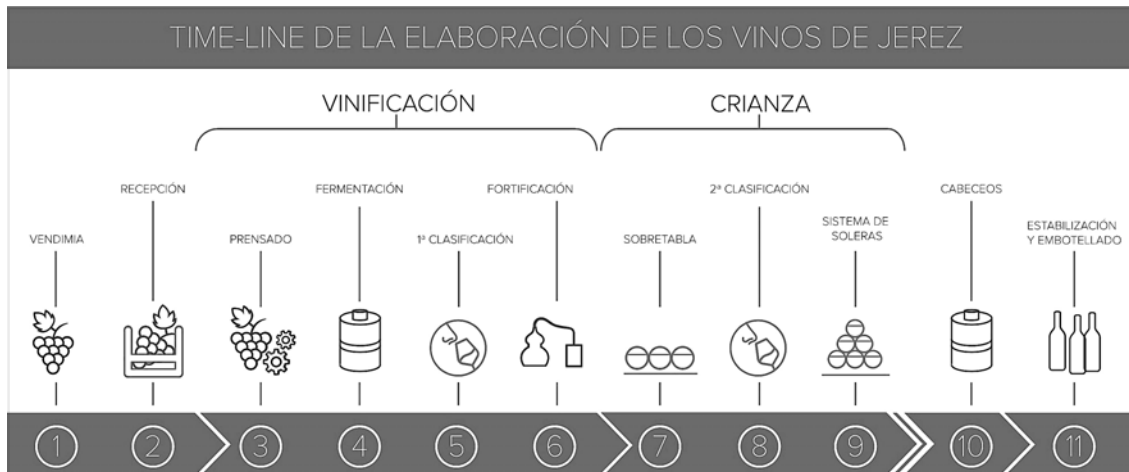 TIME-LINE DE LA ELABORACIÓN DE LOS VINOS DE JEREZ
VINIFICACIÓN
CRIANZA
RECEPCIÓN
FERMENTACIÓN
FORTIFICACIÓN
2ª CLASIFICACIÓN
CABECEOS
VENDIMIA
PRENSADO
1ª CLASIFICACIÓN
SOBRETABLA
SISTEMA DE
SOLERAS
ESTABILIZACIÓN
Y EMBOTELLADO
1
2
3
4
5
6
7
8
9
10
11